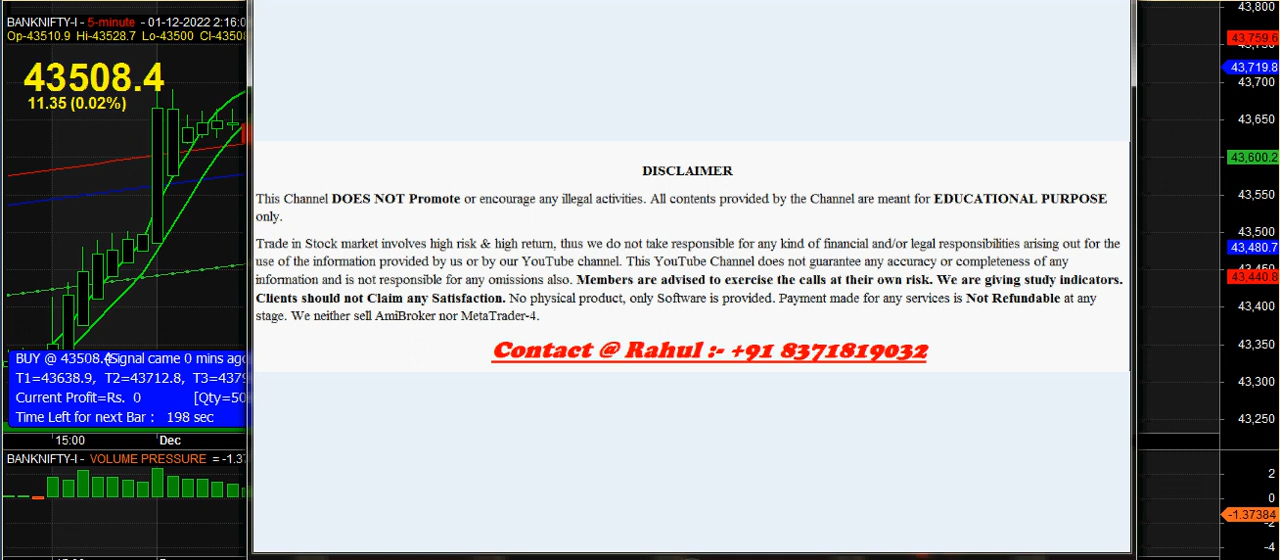 BANKNIFTY-I - 5-minute - 01-12-2022 2:16:0
Op-43510.9 Hi-43528.7 Lo-43500 Cl-4350
43508.4
11.35 (0.02%)
DISCLAIMER
This Channel DOES NOT Promote or encourage any illegal activities. All contents provided by the Channel are meant for EDUCATIONAL PURPOSE
only.
Trade in Stock market involves high risk & high return, thus we do not take responsible for any kind of financial and/or legal responsibilities arising out for the
use of the information provided by us or by our YouTube channel. This YouTube Channel does not guarantee any accuracy or completeness of any
information and is not responsible for any omissions also. Members are advised to exercise the calls at their own risk. We are giving study indicators.
Clients should not Claim any Satisfaction. No physical product, only Software is provided. Payment made for any services is Not Refundable at any
stage. We neither sell AmiBroker nor MetaTrader-4.
Contact @ Rahul :- +91 8371819032
BUY @ 43508.4 (Signal came 0 mins ago
T1=43638.9, T2=43712.8, T3=4379
Current Profit=Rs. 0 [Qty=50
Time Left for next Bar : 198 sec
15:00 Dec
BANKNIFTY-I - VOLUME PRESSURE = -1.37
43,800
43,759.6
43,719.8
43,700
43,650
43,600.2
43,550
43,500
43,480.7
43,440.8
43,400
43,350
43,300
43,250
2
0
-1.37384
-2
-4